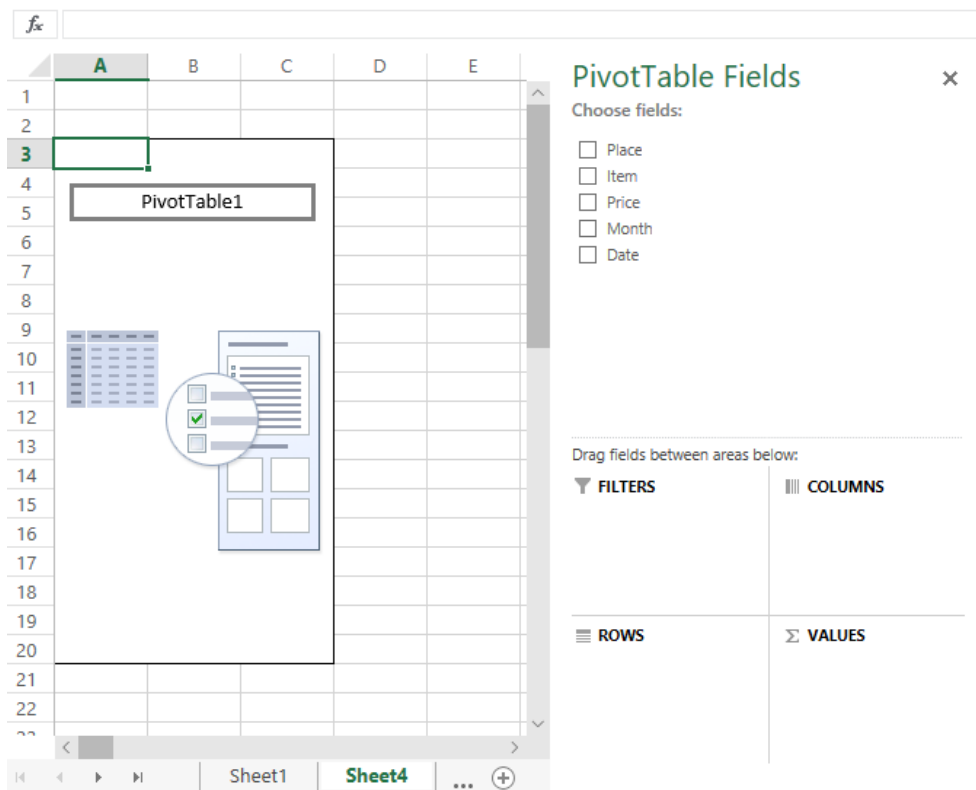 fx
A B C D E
1
2
3
4
5
6
7
8
9
10
11
12
13
14
15
16
17
18
19
20
21
22
PivotTable1
Sheet1 Sheet4 ...
PivotTable Fields
Choose fields:
Place
Item
Price
Month
Date
Drag fields between areas below:
FILTERS
COLUMNS
ROWS
Σ VALUES